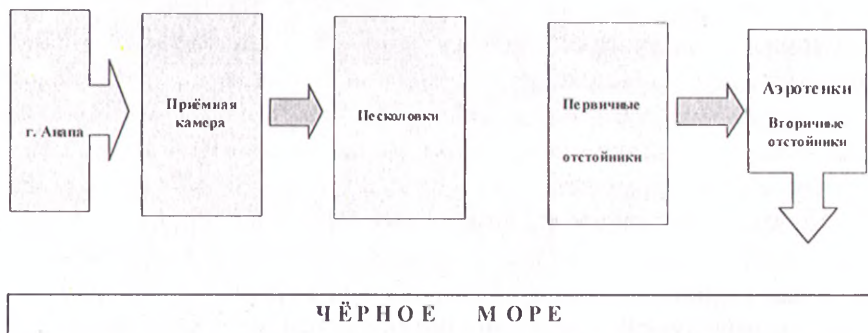 г. Анапа
Приёмная
камера
Песколовки
Первичные
отстойники
Аэротенки
Вторичные
отстойники
ЧЁРНОЕ МОРЕ